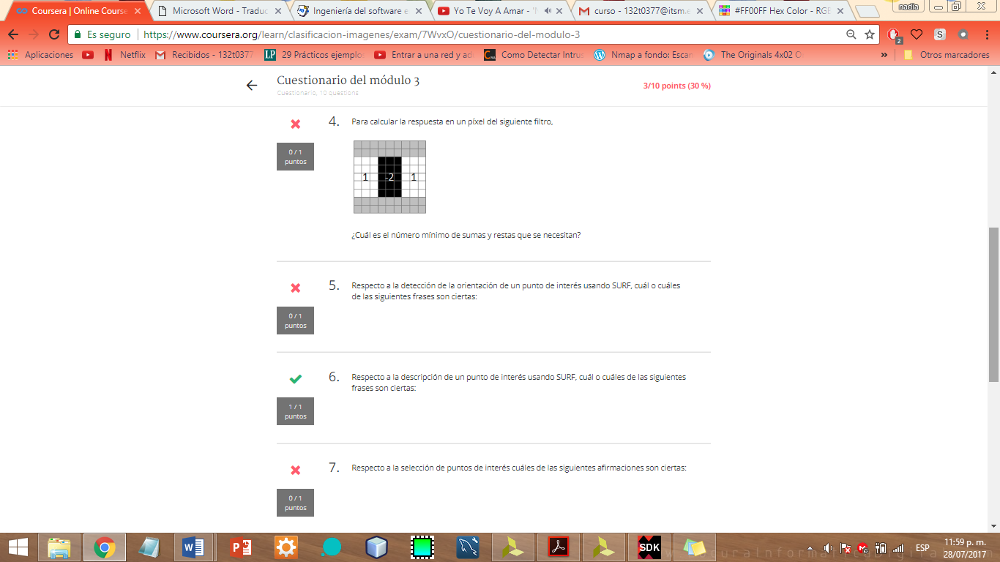 nadia
Coursera | Online Course
Microsoft Word - Traduc
Ingeniería del software e
Yo Te Voy A Amar - 'N
curso - 132t0377@itsm.e
#FF00FF Hex Color - RGB
Es seguro
https://www.coursera.org/learn/clasificacion-imagenes/exam/7WvxO/cuestionario-del-modulo-3
2
Aplicaciones
Netflix
Recibidos - 132t0377
29 Prácticos ejemplo
Entrar a una red y ad
Como Detectar Intrus
Nmap a fondo: Escan
The Originals 4x02 O
»
Otros marcadores
Cuestionario del módulo 3
3/10 points (30 %)
Cuestionario, 10 questions
4.
Para calcular la respuesta en un píxel del siguiente filtro,
0 / 1
puntos
1 -2 1
¿Cuál es el número mínimo de sumas y restas que se necesitan?
5.
Respecto a la detección de la orientación de un punto de interés usando SURF, cuál o cuáles
de las siguientes frases son ciertas:
0 / 1
puntos
6.
Respecto a la descripción de un punto de interés usando SURF, cuál o cuáles de las siguientes
frases son ciertas:
1 / 1
puntos
7.
Respecto a la selección de puntos de interés cuáles de las siguientes afirmaciones son ciertas:
0 / 1
puntos
SDK
ESP
11:59 p. m.
28/07/2017